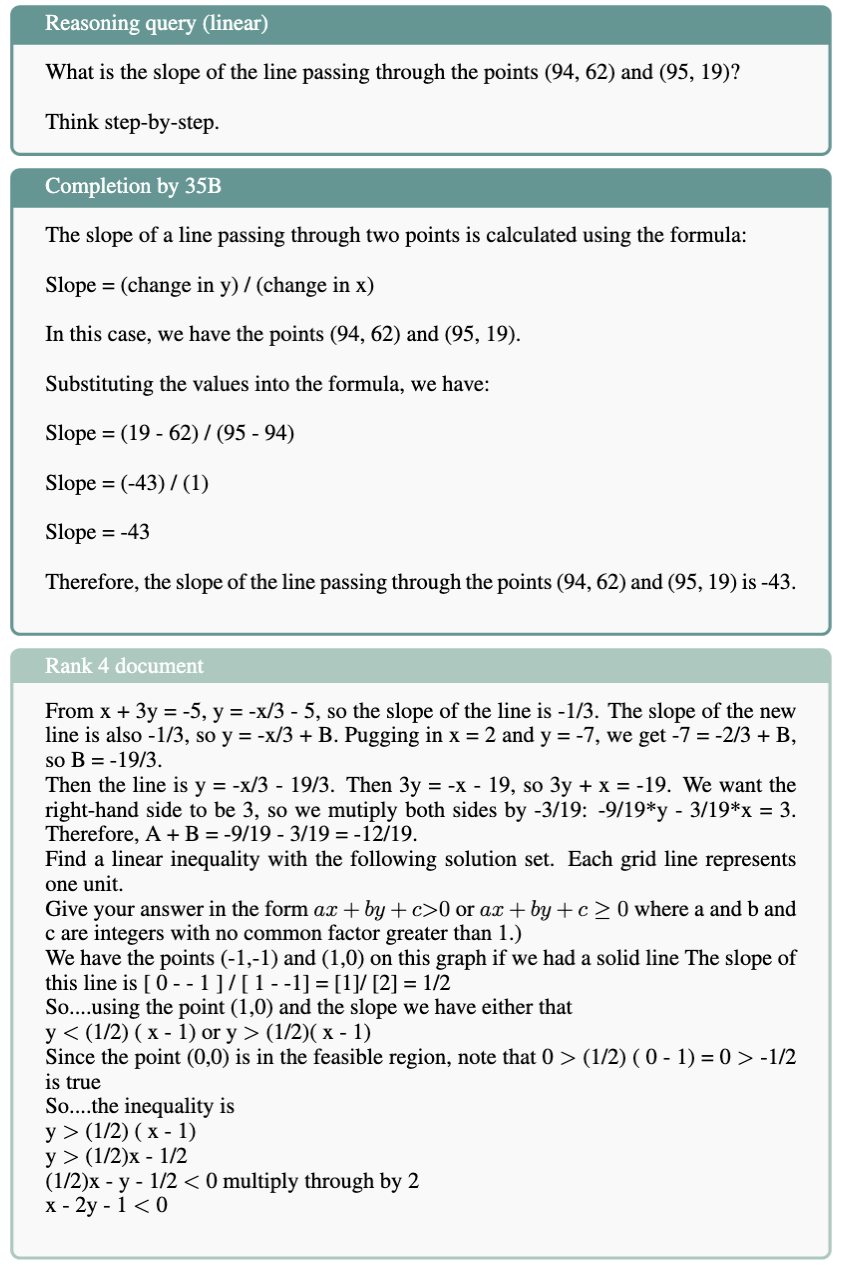 Reasoning query (linear)
What is the slope of the line passing through the points (94, 62) and (95, 19)?
Think step-by-step.
Completion by 35B
The slope of a line passing through two points is calculated using the formula:
Slope = (change in y) / (change in x)
In this case, we have the points (94, 62) and (95, 19).
Substituting the values into the formula, we have:
Slope = (19 - 62) / (95 - 94)
Slope = (-43) / (1)
Slope = -43
Therefore, the slope of the line passing through the points (94, 62) and (95, 19) is -43.
Rank 4 document
From x + 3y = -5, y = -x/3 - 5, so the slope of the line is -1/3. The slope of the new
line is also -1/3, so y = -x/3 + B. Pugging in x = 2 and y = -7, we get -7 = -2/3 + B,
so B = -19/3.
Then the line is y = -x/3 - 19/3. Then 3y = -x - 19, so 3y + x = -19. We want the
right-hand side to be 3, so we mutiply both sides by -3/19: -9/19*y - 3/19*x = 3.
Therefore, A + B = -9/19 - 3/19 = -12/19.
Find a linear inequality with the following solution set. Each grid line represents
one unit.
Give your answer in the form ax + by + c>0 or ax + by + c ≥ 0 where a and b and
c are integers with no common factor greater than 1.)
We have the points (-1,-1) and (1,0) on this graph if we had a solid line The slope of
this line is [ 0 - - 1 ] / [ 1 - -1] = [1]/ [2] = 1/2
So....using the point (1,0) and the slope we have either that
y < (1/2) ( x - 1) or y > (1/2)( x - 1)
Since the point (0,0) is in the feasible region, note that 0 > (1/2) ( 0 - 1) = 0 > -1/2
is true
So....the inequality is
y > (1/2) ( x - 1)
y > (1/2)x - 1/2
(1/2)x - y - 1/2 < 0 multiply through by 2
x - 2y - 1 < 0